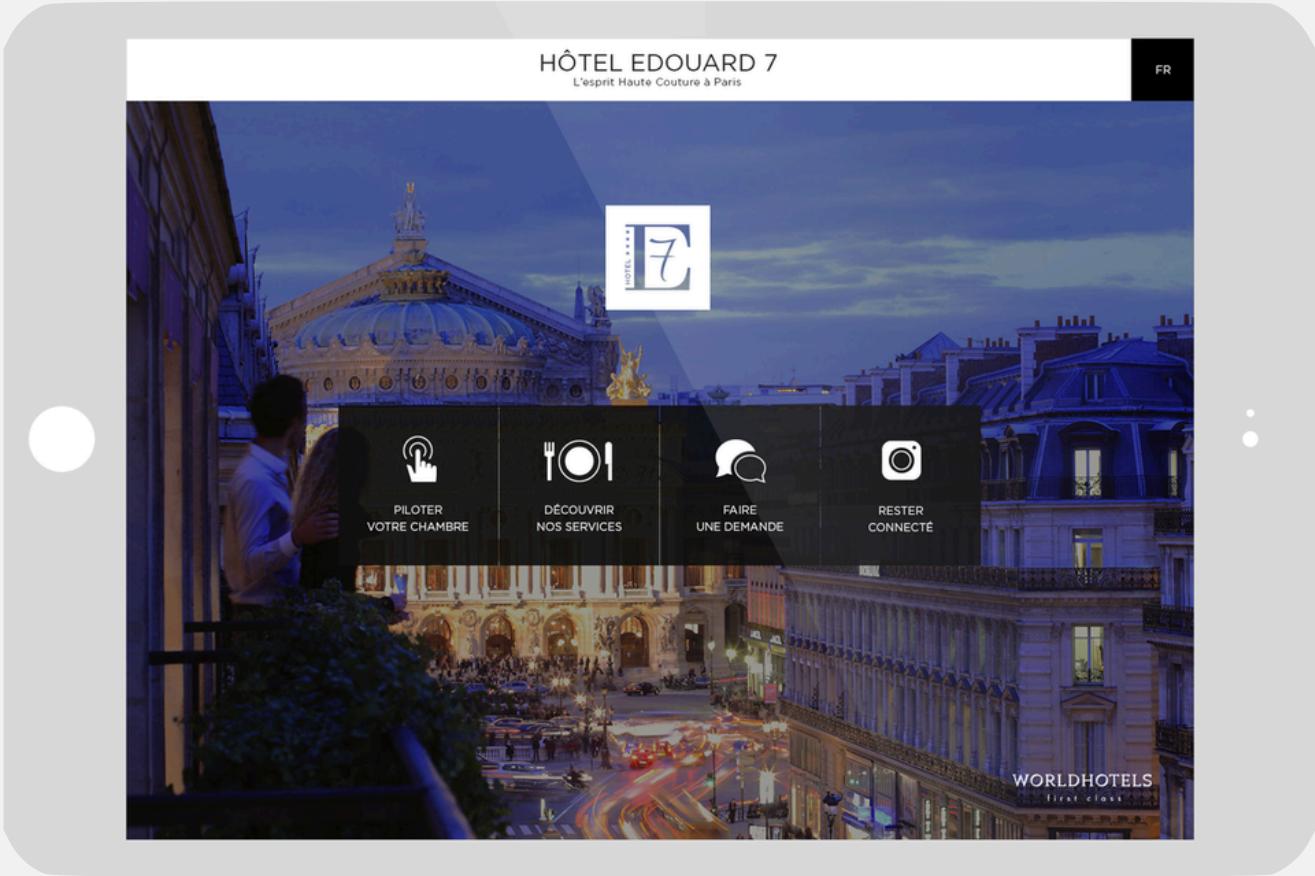 HÔTEL EDOUARD 7
L'esprit Haute Couture à Paris
FR
HOTEL ★★★★
E7
PILOTER
VOTRE CHAMBRE
DÉCOUVRIR
NOS SERVICES
FAIRE
UNE DEMANDE
RESTER
CONNECTÉ
WORLDHOTELS
first class